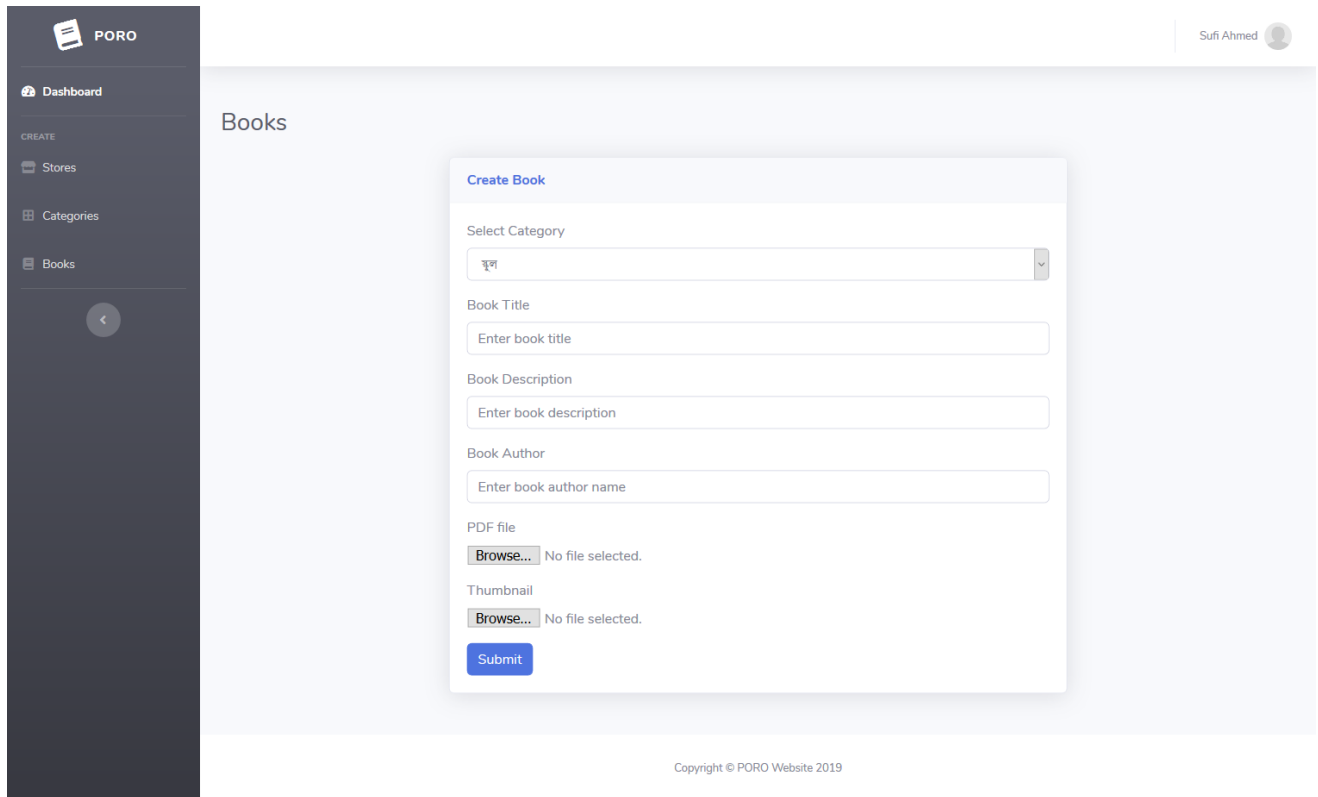 PORO
Sufi Ahmed
Dashboard
CREATE
Stores
Categories
Books
Books
Create Book
Select Category
স্কুল
Book Title
Enter book title
Book Description
Enter book description
Book Author
Enter book author name
PDF file
Browse... No file selected.
Thumbnail
Browse... No file selected.
Submit
Copyright © PORO Website 2019